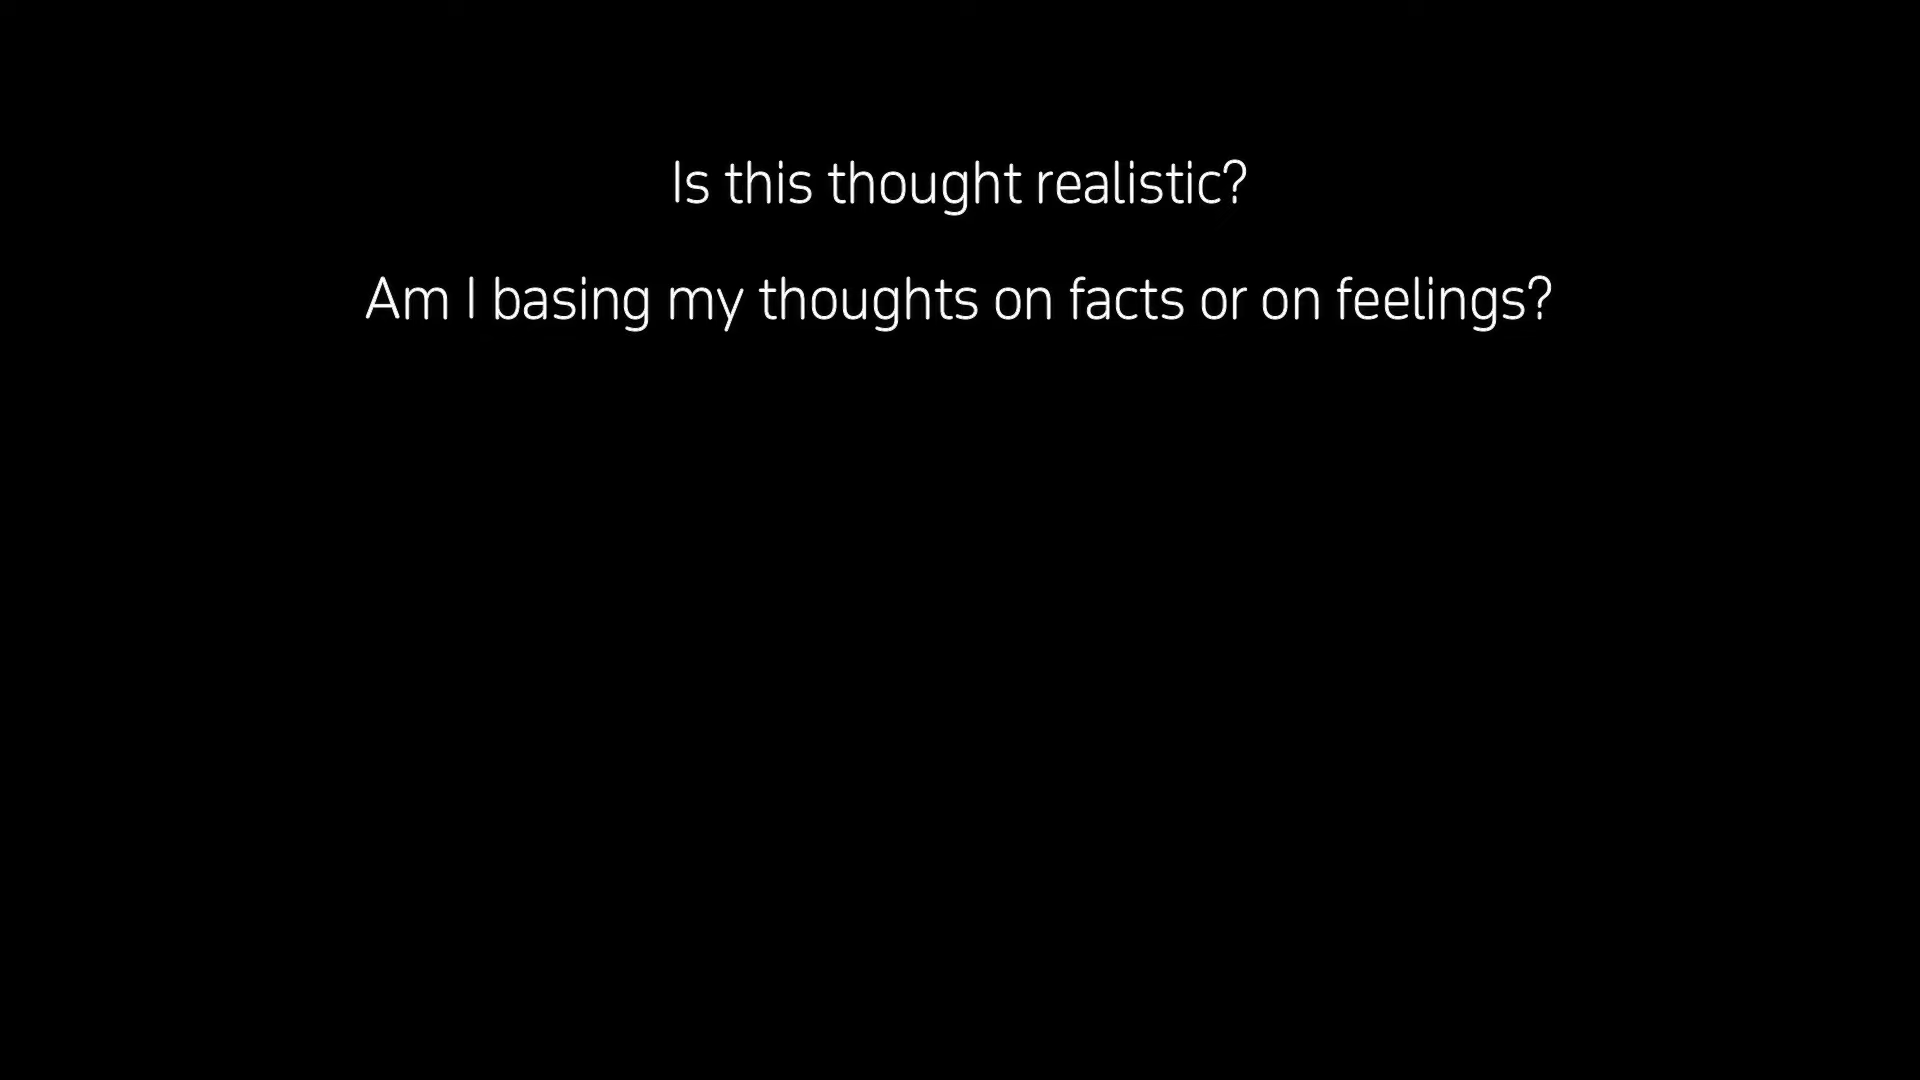 Is this thought realistic?
Am I basing my thoughts on facts or on feelings?